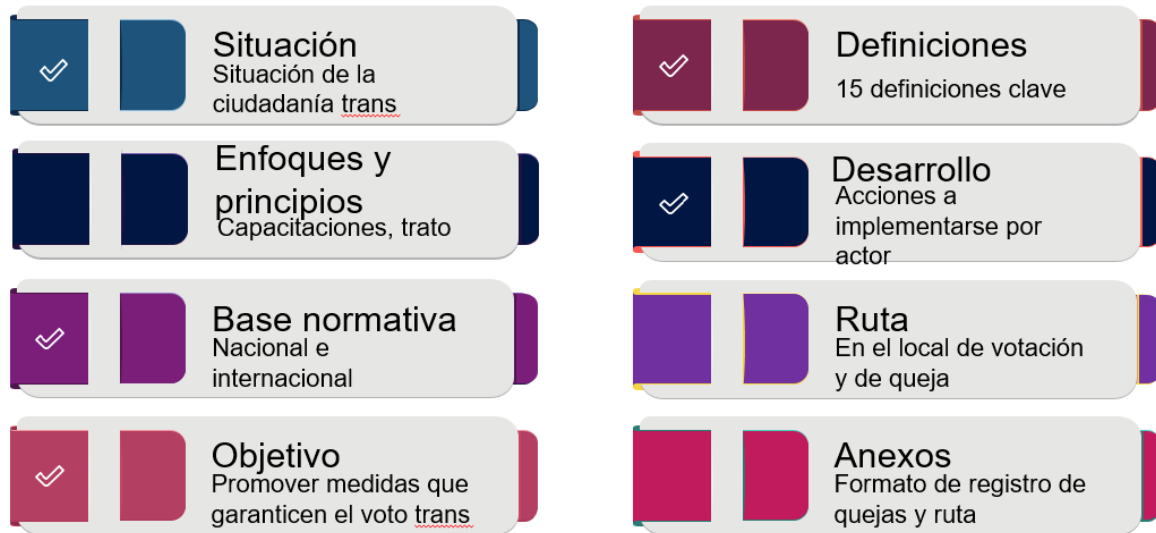 Situación
Situación de la
ciudadanía trans
Enfoques y
principios
Capacitaciones, trato
Base normativa
Nacional e
internacional
Objetivo
Promover medidas que
garanticen el voto trans
Definiciones
15 definiciones clave
Desarrollo
Acciones a
implementarse por
actor
Ruta
En el local de votación
y de queja
Anexos
Formato de registro de
quejas y ruta